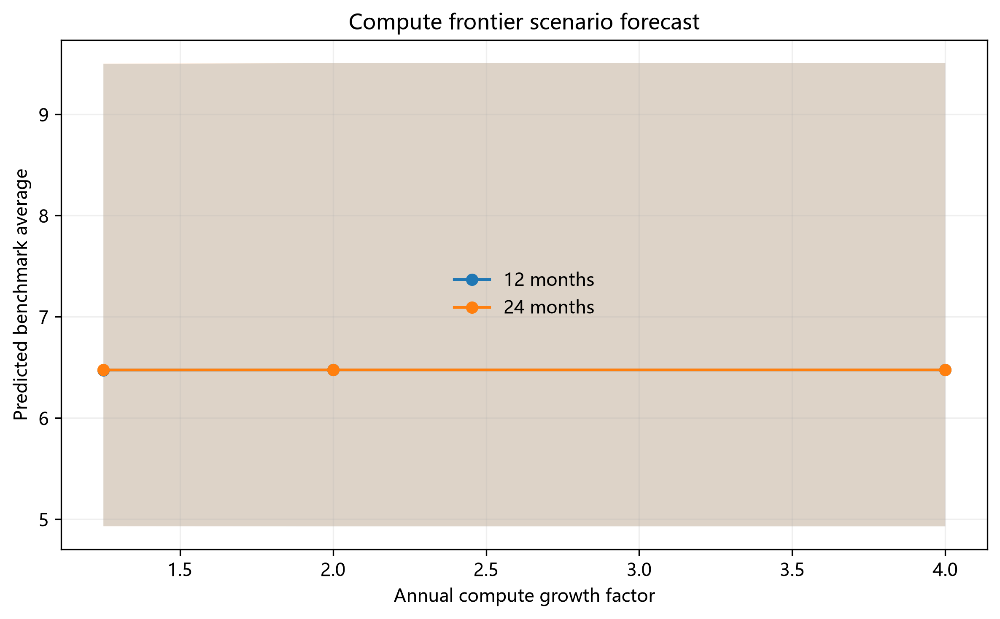 Compute frontier scenario forecast
Predicted benchmark average
9
8
7
6
5
12 months
24 months
1.5
2.0
2.5
3.0
3.5
4.0
Annual compute growth factor